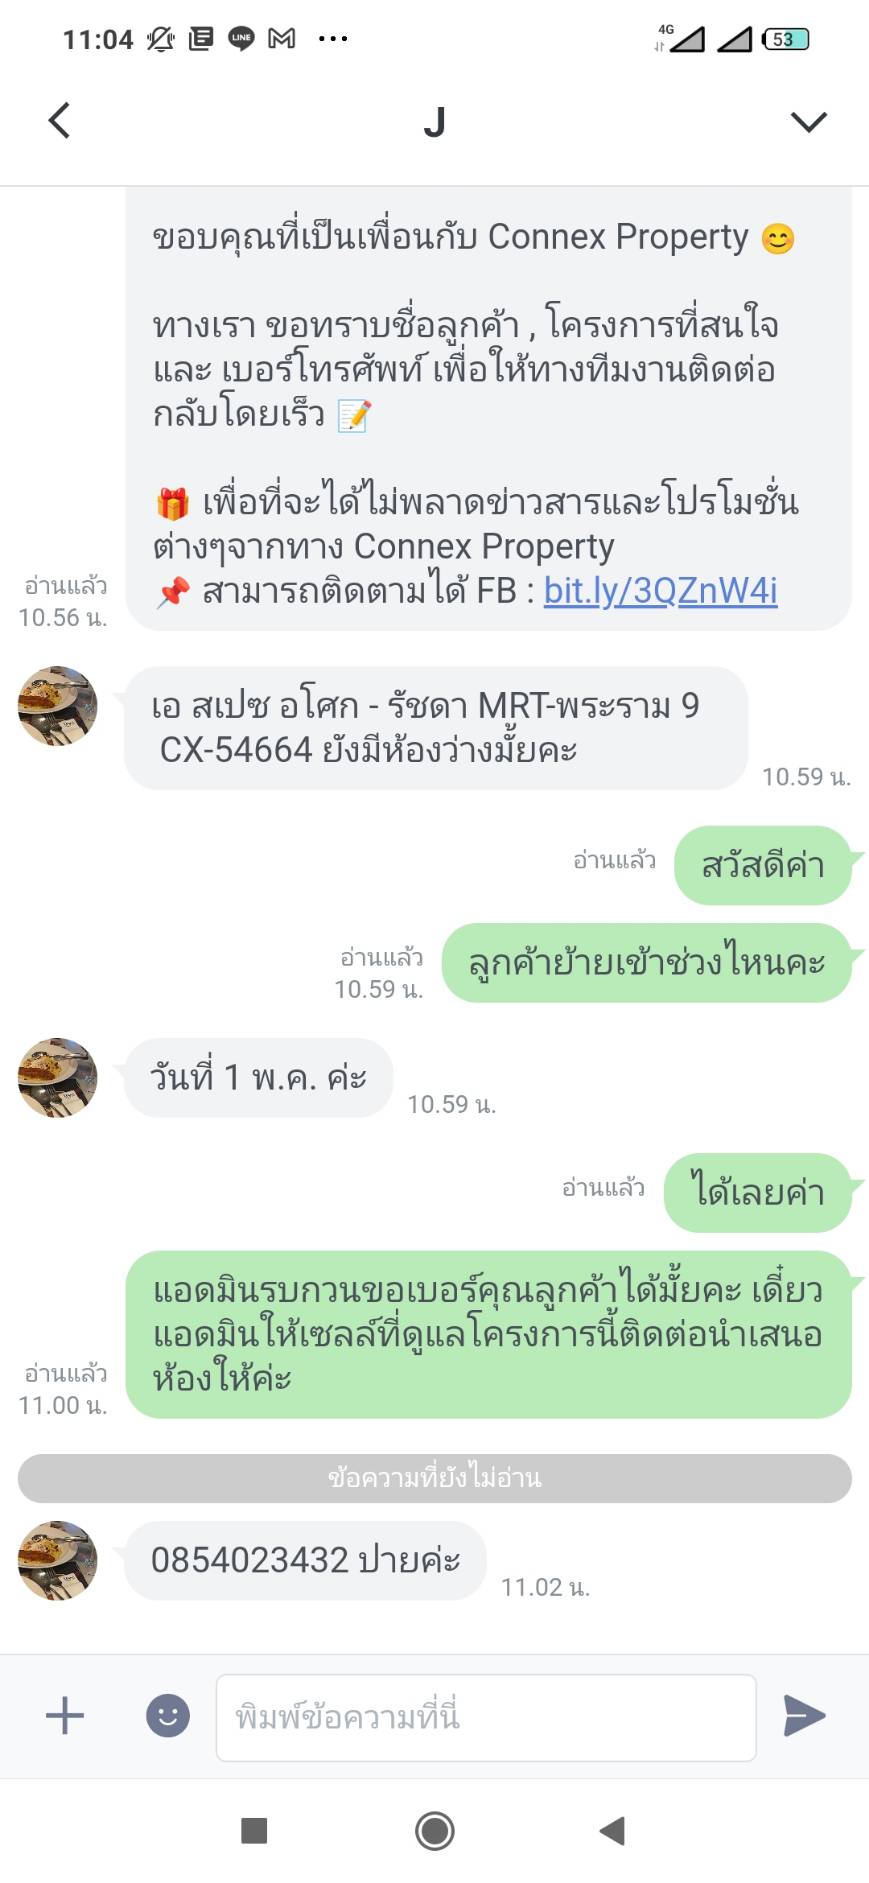 11:04
LINE
4G
53
J
ขอบคุณที่เป็นเพื่อนกับ Connex Property 😊
ทางเรา ขอทราบชื่อลูกค้า , โครงการที่สนใจ
และ เบอร์โทรศัพท์ เพื่อให้ทางทีมงานติดต่อ
กลับโดยเร็ว 📝
🎁 เพื่อที่จะได้ไม่พลาดข่าวสารและโปรโมชั่น
ต่างๆจากทาง Connex Property
📌 สามารถติดตามได้ FB : bit.ly/3QZnW4i
อ่านแล้ว
10.56 น.
เอ สเปซ อโศก - รัชดา MRT-พระราม 9
CX-54664 ยังมีห้องว่างมั้ยคะ
10.59 น.
อ่านแล้ว
สวัสดีค่า
ลูกค้าย้ายเข้าช่วงไหนคะ
อ่านแล้ว
10.59 น.
วันที่ 1 พ.ค. ค่ะ
10.59 น.
อ่านแล้ว
ได้เลยค่า
แอดมินรบกวนขอเบอร์คุณลูกค้าได้มั้ยคะ เดี๋ยว
แอดมินให้เซลล์ที่ดูแลโครงการนี้ติดต่อนำเสนอ
ห้องให้ค่ะ
อ่านแล้ว
11.00 น.
ข้อความที่ยังไม่อ่าน
0854023432 ปายค่ะ
11.02 น.
พิมพ์ข้อความที่นี่